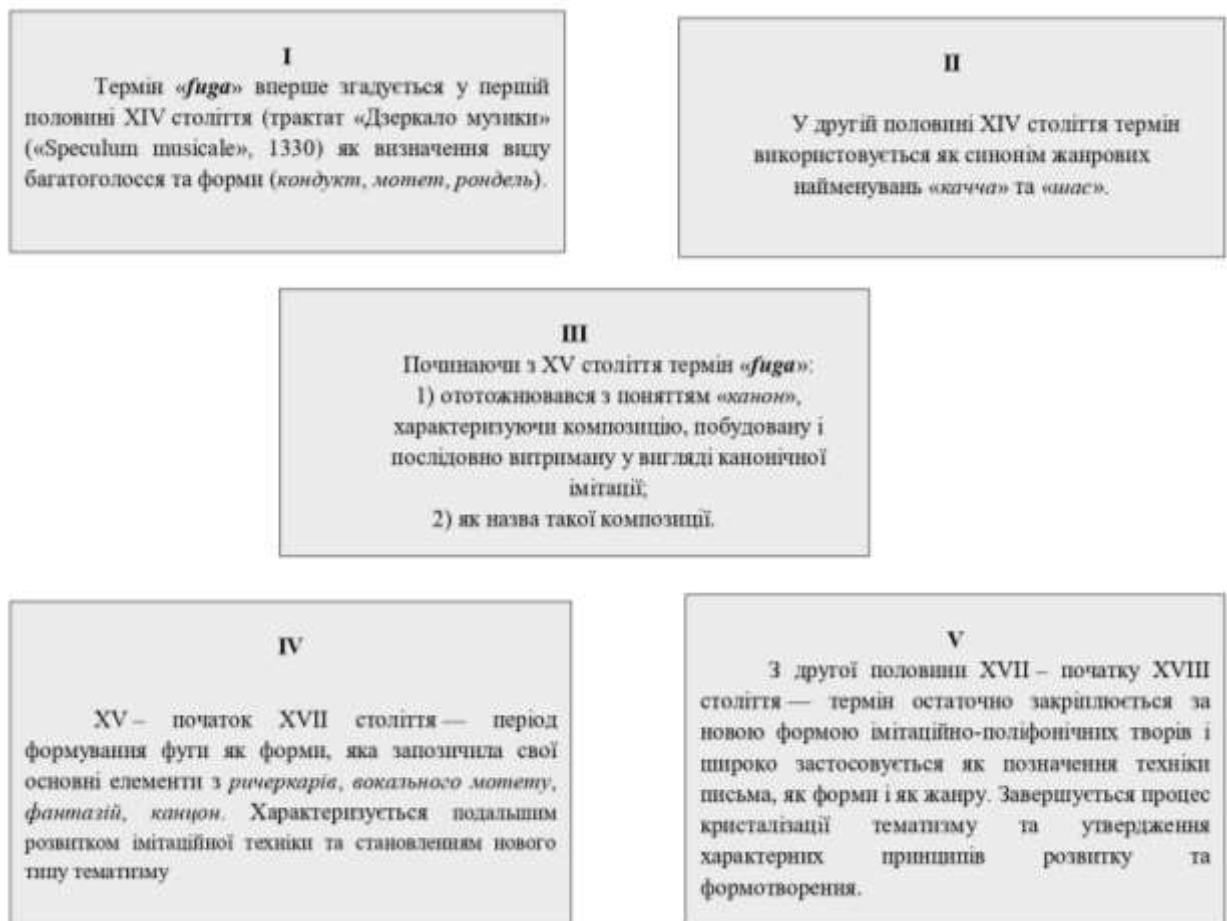 I
Термін «fuga» вперше згадується у першій
половині XIV століття (трактат «Дзеркало музики»
(«Speculum musicale», 1330) як визначення виду
багатоголосся та форми (кондукт, мотет, рондель).
II
У другій половині XIV століття термін
використовується як синонім жанрових
найменувань «качча» та «шас».
III
Починаючи з XV століття термін «fuga»:
1) ототожнювався з поняттям «канон»,
характеризуючи композицію, побудовану і
послідовно витриману у вигляді канонічної
імітації;
2) як назва такої композиції.
IV
XV – початок XVII століття — період
формування фуги як форми, яка запозичила свої
основні елементи з ричеркарів, вокального мотету,
фантазій, канцон. Характеризується подальшим
розвитком імітаційної техніки та становленням нового
типу тематизму
V
З другої половини XVII – початку XVIII
століття — термін остаточно закріплюється за
новою формою імітаційно-поліфонічних творів і
широко застосовується як позначення техніки
письма, як форми і як жанру. Завершується процес
кристалізації тематизму та утвердження
характерних принципів розвитку та
формотворення.